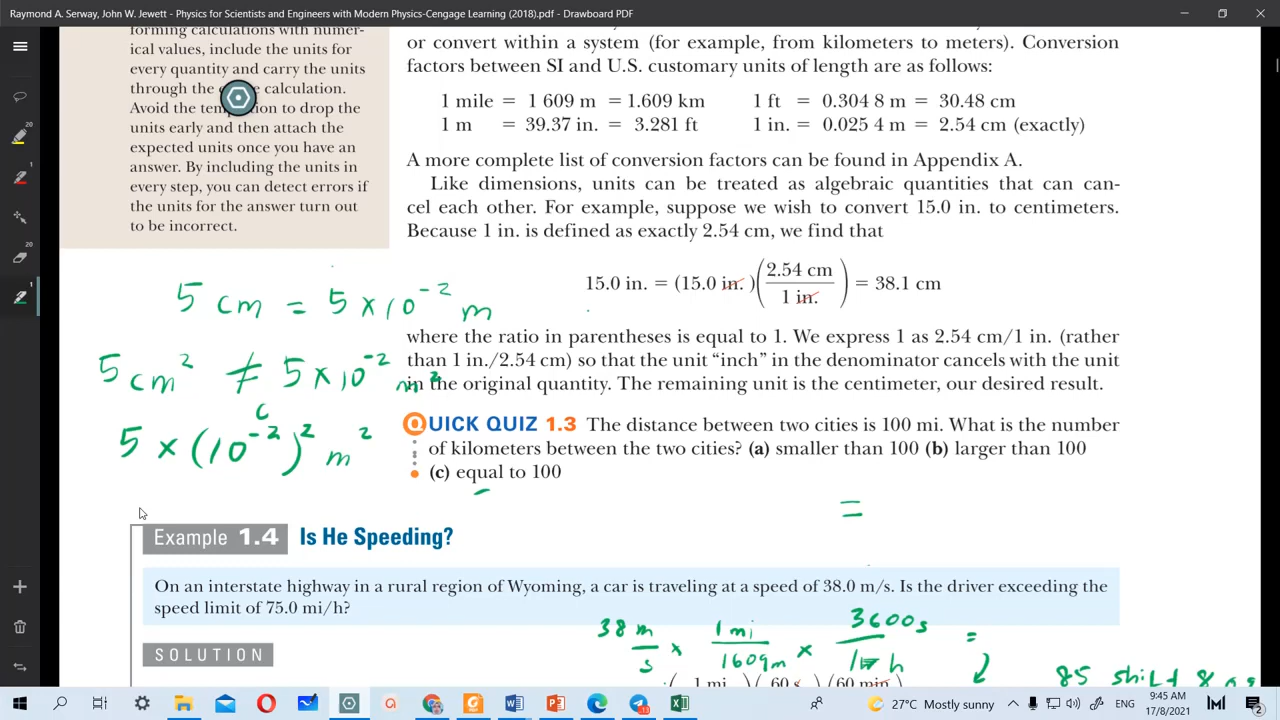 Raymond A. Serway, John W. Jewett - Physics for Scientists and Engineers with Modern Physics-Cengage Learning (2018).pdf - Drawboard PDF
forming calculations with numer-
ical values, include the units for
every quantity and carry the units
through the calculation.
Avoid the tion to drop the
units early and then attach the
expected units once you have an
answer. By including the units in
every step, you can detect errors if
the units for the answer turn out
to be incorrect.
or convert within a system (for example, from kilometers to meters). Conversion
factors between SI and U.S. customary units of length are as follows:
1 mile = 1 609 m = 1.609 km 1 ft = 0.304 8 m = 30.48 cm
1 m = 39.37 in. = 3.281 ft 1 in. = 0.025 4 m = 2.54 cm (exactly)
A more complete list of conversion factors can be found in Appendix A.
Like dimensions, units can be treated as algebraic quantities that can can-
cel each other. For example, suppose we wish to convert 15.0 in. to centimeters.
Because 1 in. is defined as exactly 2.54 cm, we find that
15.0 in. = (15.0 in.)(2.54 cm / 1 in.) = 38.1 cm
where the ratio in parentheses is equal to 1. We express 1 as 2.54 cm/1 in. (rather
than 1 in./2.54 cm) so that the unit “inch” in the denominator cancels with the unit
in the original quantity. The remaining unit is the centimeter, our desired result.
5 cm = 5 × 10⁻² m
5 cm² ≠ 5 × 10⁻² m²
c
5 × (10⁻²)² m²
QUICK QUIZ 1.3 The distance between two cities is 100 mi. What is the number
of kilometers between the two cities? (a) smaller than 100 (b) larger than 100
(c) equal to 100
=
Example 1.4 Is He Speeding?
On an interstate highway in a rural region of Wyoming, a car is traveling at a speed of 38.0 m/s. Is the driver exceeding the
speed limit of 75.0 mi/h?
38 m/s × 1 mi/1609 m × 3600 s/1 h =
SOLUTION
85
( 1 mi )( 60 s )( 60 min )
20
1
20
1
27°C Mostly sunny
9:45 AM
17/8/2021
2